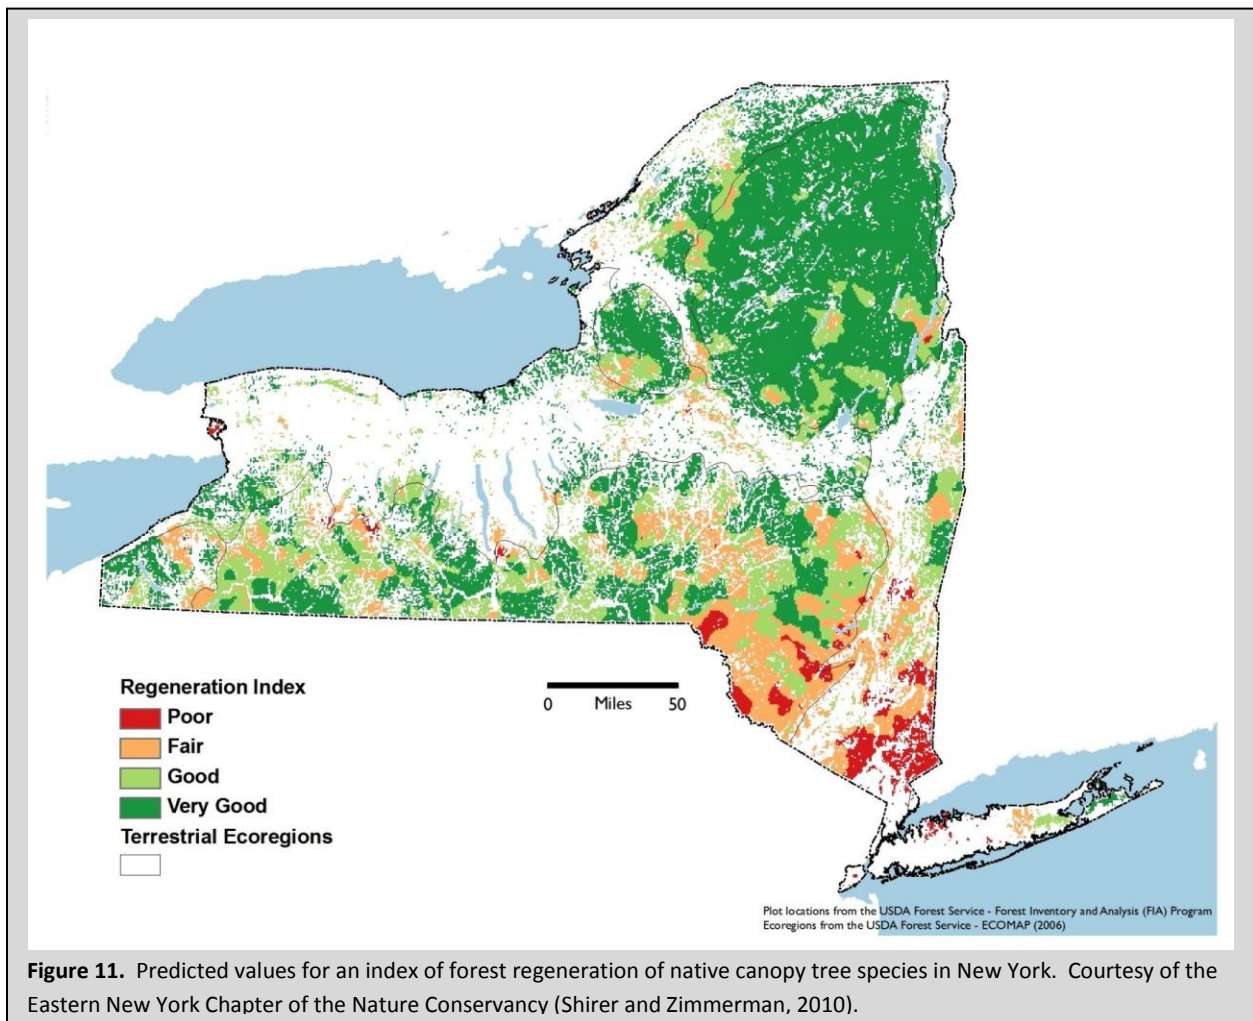 Regeneration Index
Poor
Fair
Good
Very Good
Terrestrial Ecoregions
0 Miles 50
Plot locations from the USDA Forest Service - Forest Inventory and Analysis (FIA) Program
Ecoregions from the USDA Forest Service - ECOMAP (2006)
Figure 11. Predicted values for an index of forest regeneration of native canopy tree species in New York. Courtesy of the
Eastern New York Chapter of the Nature Conservancy (Shirer and Zimmerman, 2010).